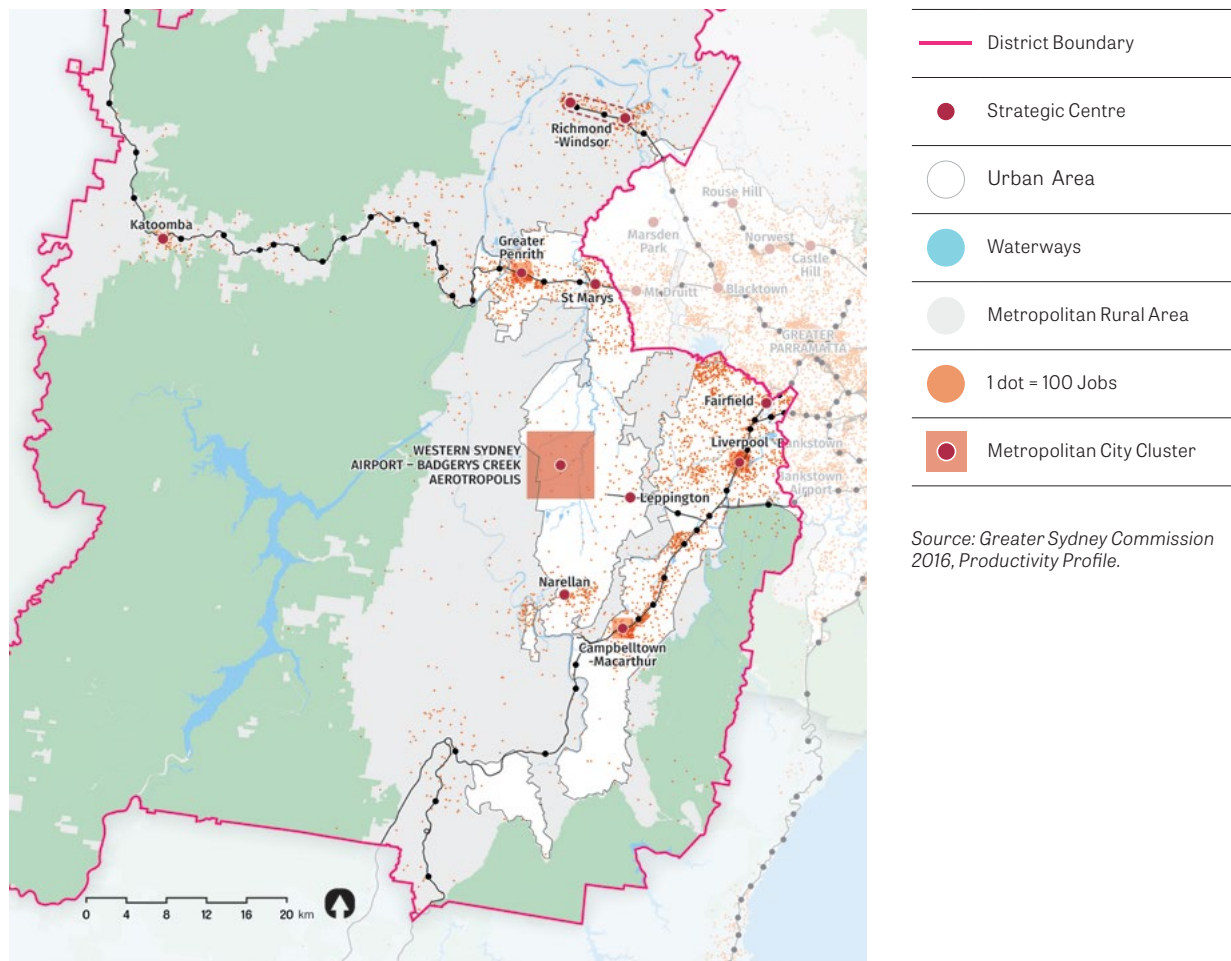 Richmond
-Windsor
Rouse Hill
Marsden
Park
Norwest
Castle
Hill
Katoomba
Greater
Penrith
St Marys
Mt Druitt
Blacktown
GREATER
PARRAMATTA
Fairfield
Liverpool
Bankstown
Bankstown
Airport
WESTERN SYDNEY
AIRPORT – BADGERYS CREEK
AEROTROPOLIS
Leppington
Narellan
Campbelltown
-Macarthur
0 4 8 12 16 20 km
District Boundary
Strategic Centre
Urban Area
Waterways
Metropolitan Rural Area
1 dot = 100 Jobs
Metropolitan City Cluster
Source: Greater Sydney Commission
2016, Productivity Profile.